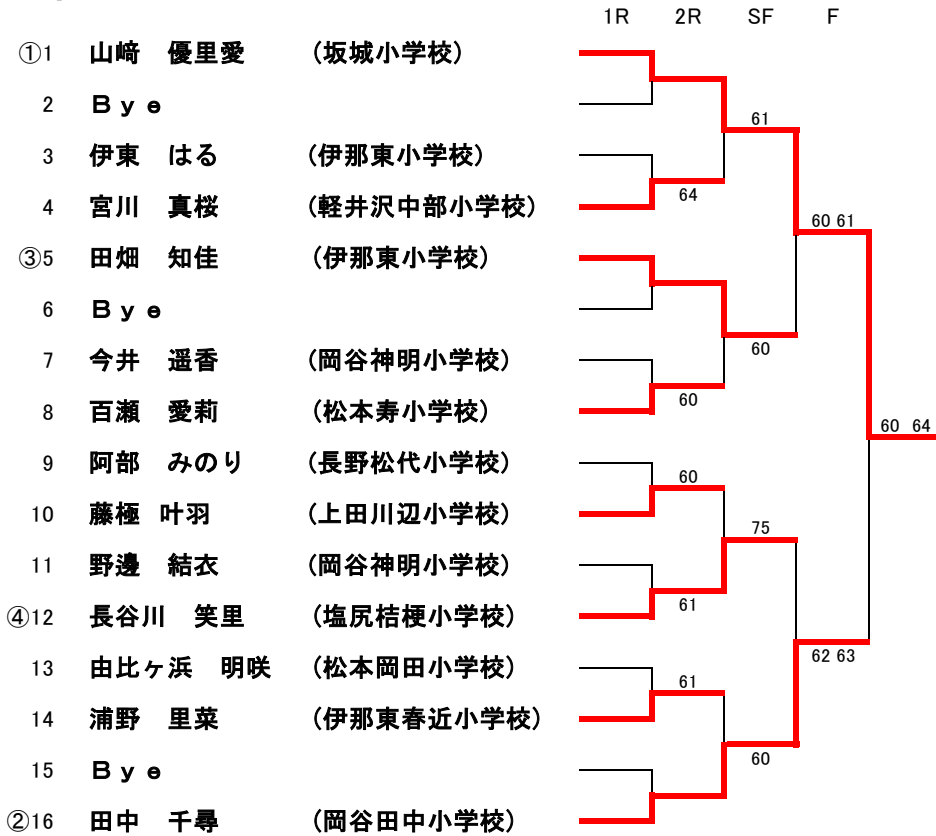 1R 2R SF F
①1 山﨑 優里愛 (坂城小学校)
2 Ｂｙｅ
61
3 伊東 はる (伊那東小学校)
64
4 宮川 真桜 (軽井沢中部小学校)
60 61
③5 田畑 知佳 (伊那東小学校)
6 Ｂｙｅ
60
7 今井 遥香 (岡谷神明小学校)
60
8 百瀬 愛莉 (松本寿小学校)
60 64
9 阿部 みのり (長野松代小学校)
60
10 藤極 叶羽 (上田川辺小学校)
75
11 野邊 結衣 (岡谷神明小学校)
61
④12 長谷川 笑里 (塩尻桔梗小学校)
62 63
13 由比ヶ浜 明咲 (松本岡田小学校)
61
14 浦野 里菜 (伊那東春近小学校)
60
15 Ｂｙｅ
②16 田中 千尋 (岡谷田中小学校)